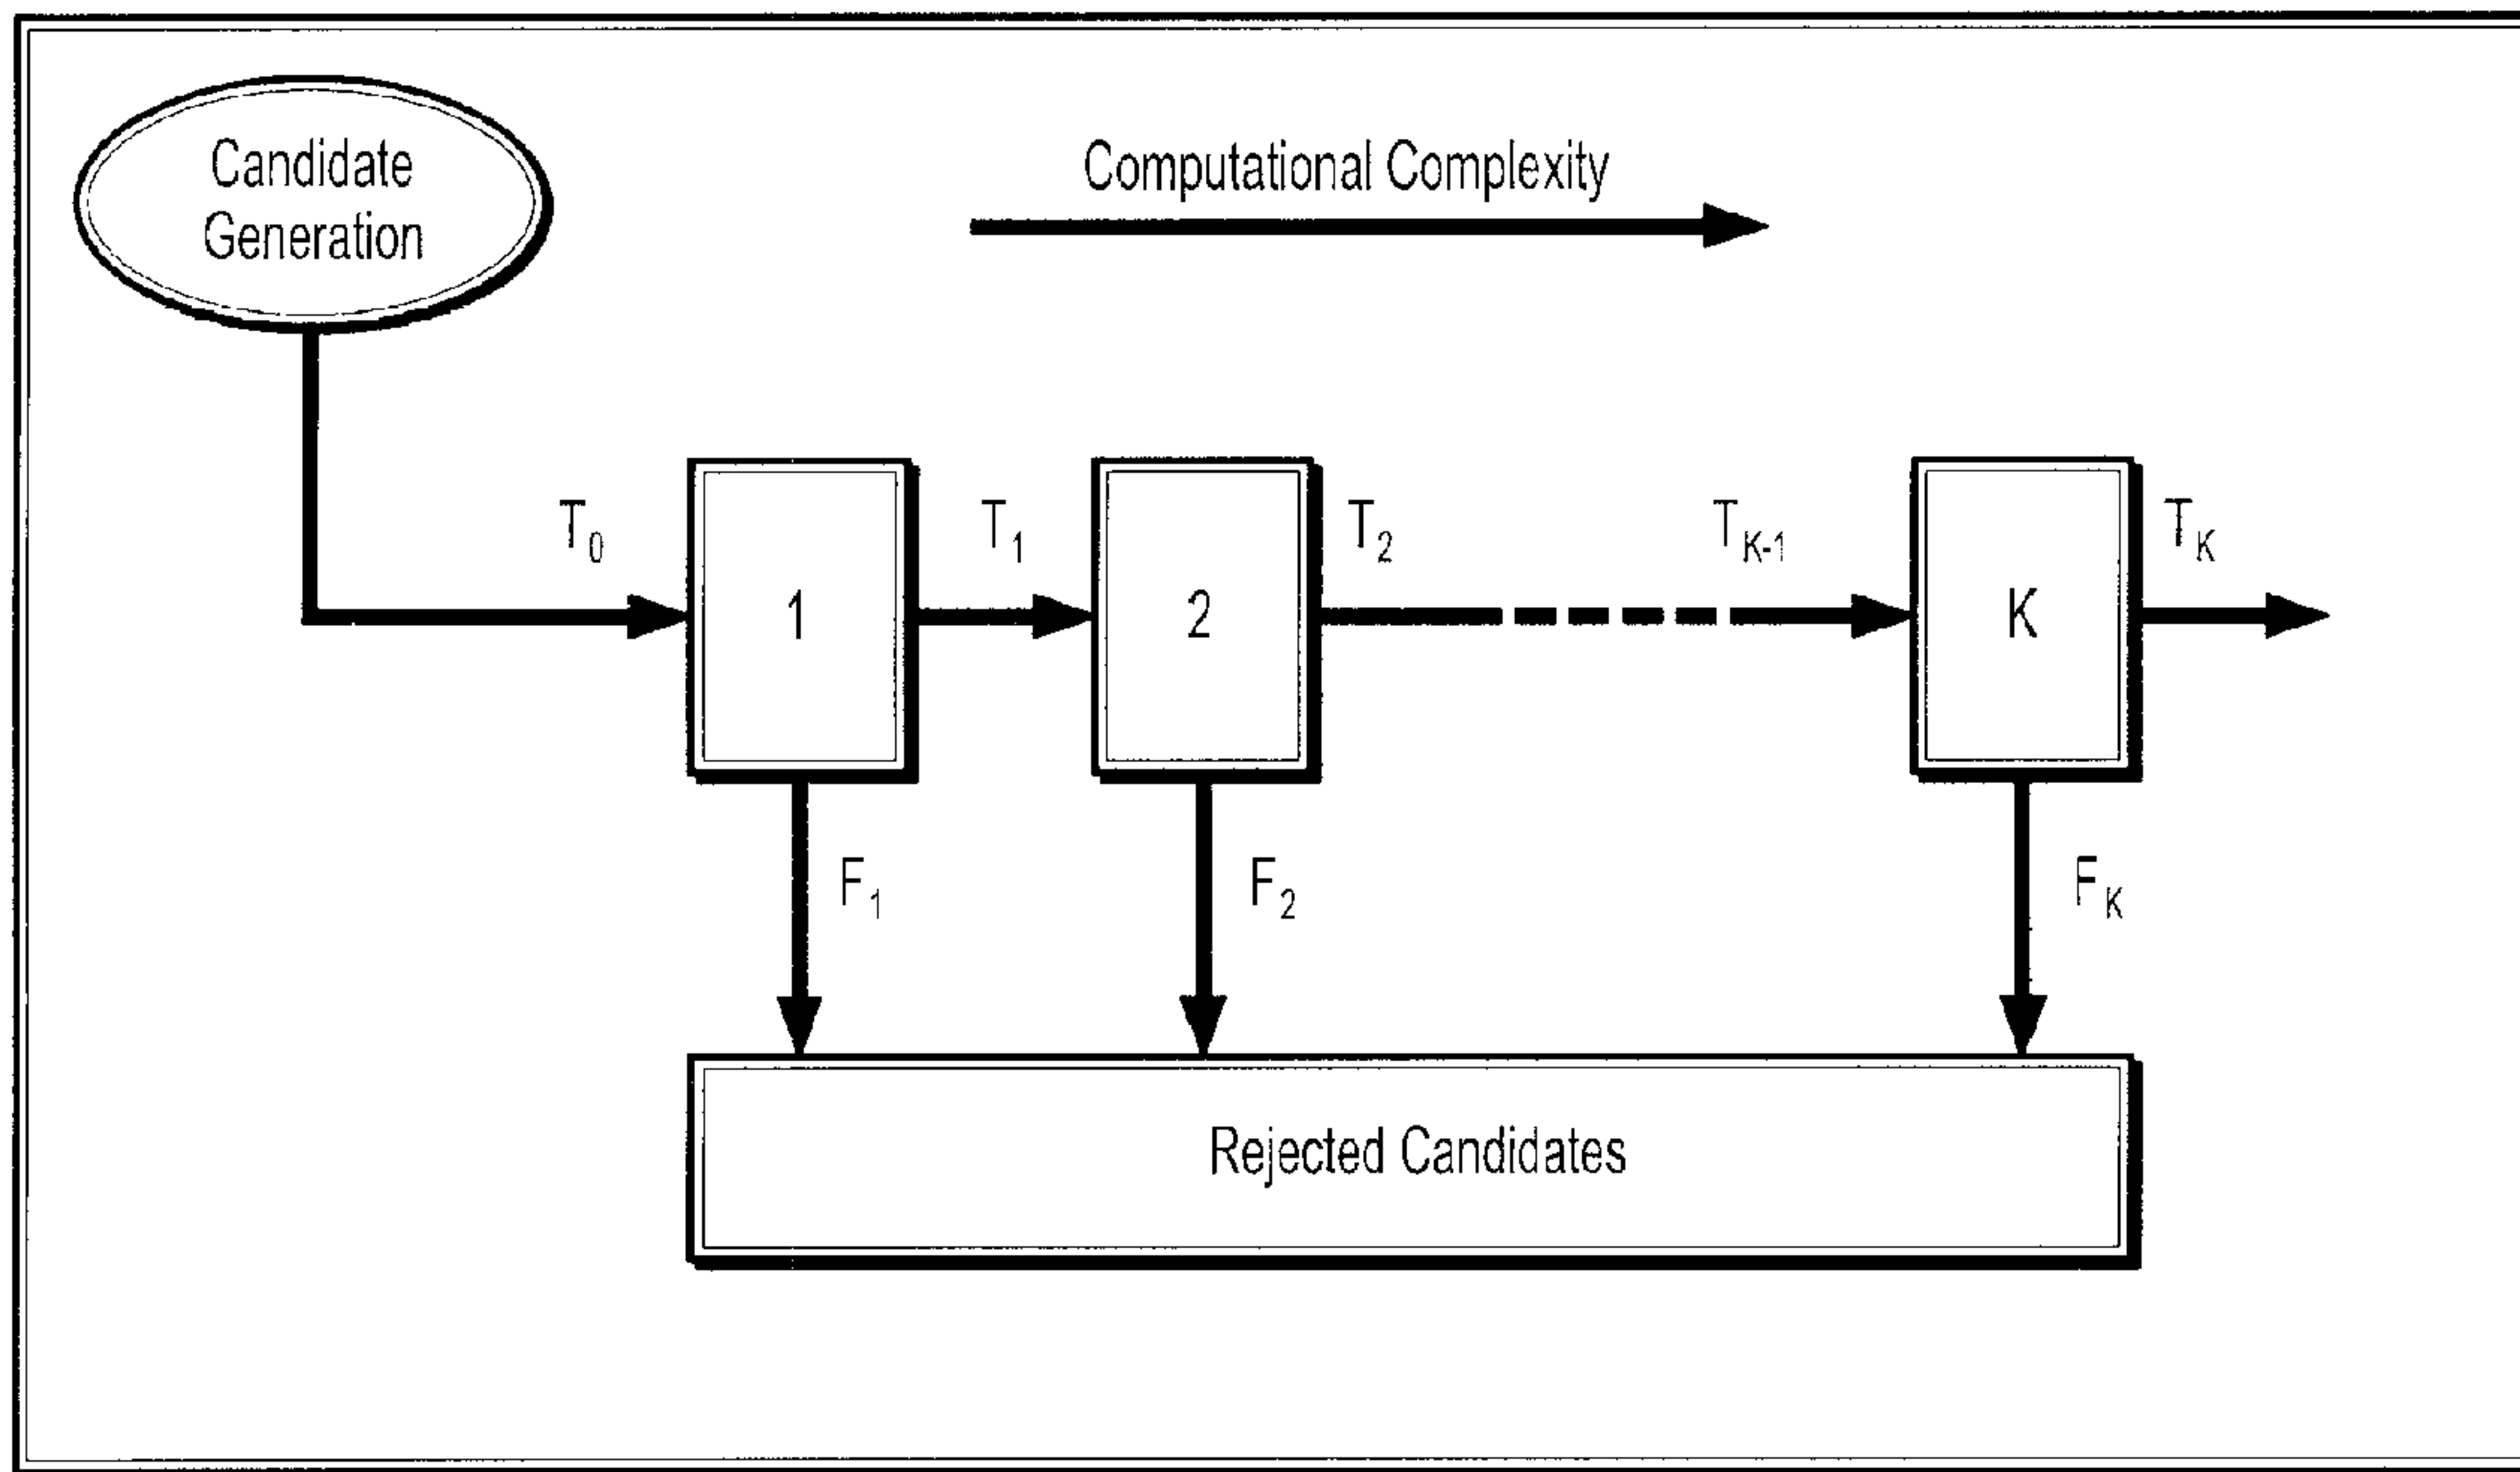 Candidate
Generation
Computational Complexity
T0
T1
T2
TK-1
TK
1
2
K
F1
F2
FK
Rejected Candidates